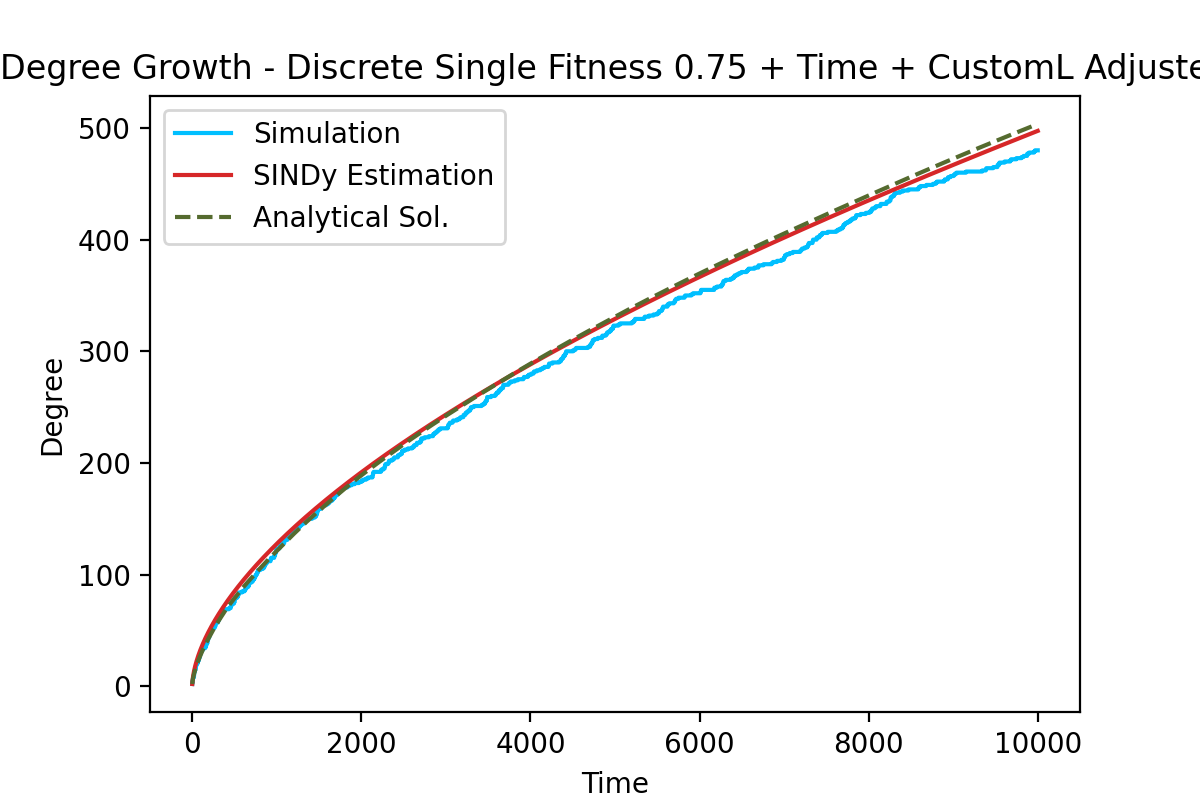 Degree Growth - Discrete Single Fitness 0.75 + Time + CustomL Adjuste
Simulation
SINDy Estimation
Analytical Sol.
500
400
300
200
100
0
Degree
0 2000 4000 6000 8000 10000
Time